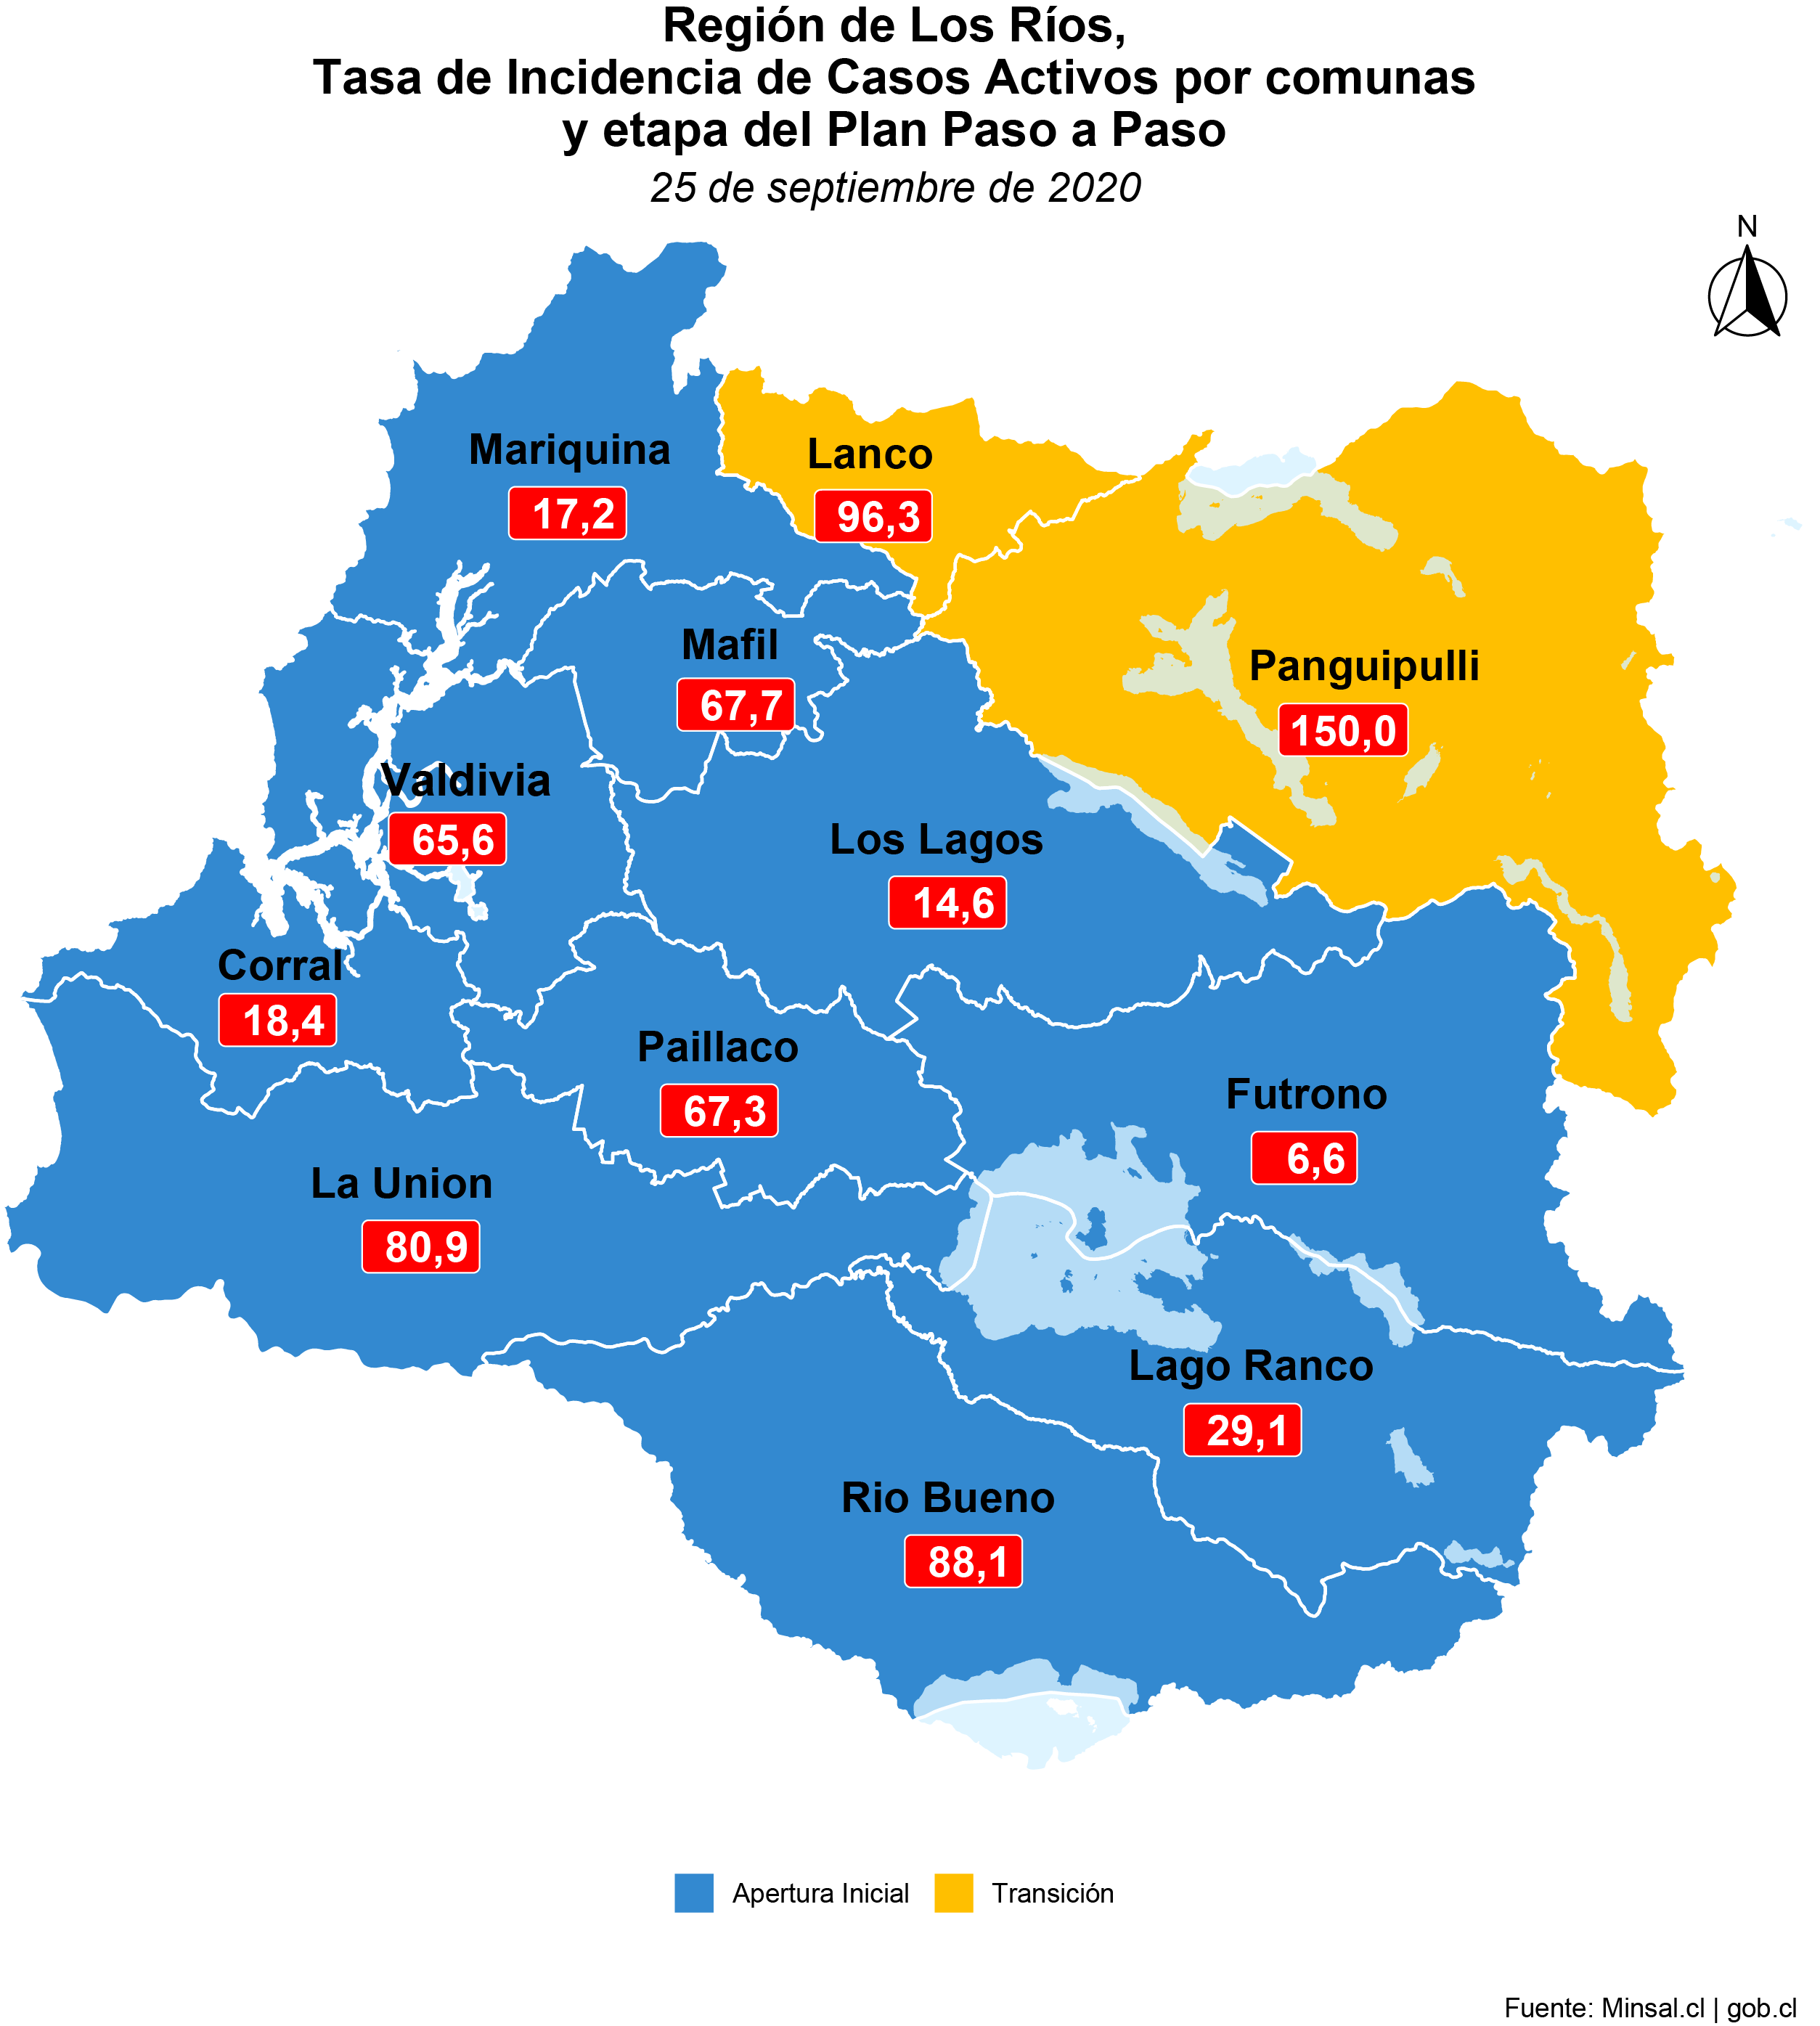 Región de Los Ríos,
Tasa de Incidencia de Casos Activos por comunas
y etapa del Plan Paso a Paso
25 de septiembre de 2020
N
Mariquina
17,2
Lanco
96,3
Mafil
67,7
Panguipulli
150,0
Valdivia
65,6
Los Lagos
14,6
Corral
18,4
Paillaco
67,3
Futrono
6,6
La Union
80,9
Lago Ranco
29,1
Rio Bueno
88,1
Apertura Inicial
Transición
Fuente: Minsal.cl | gob.cl